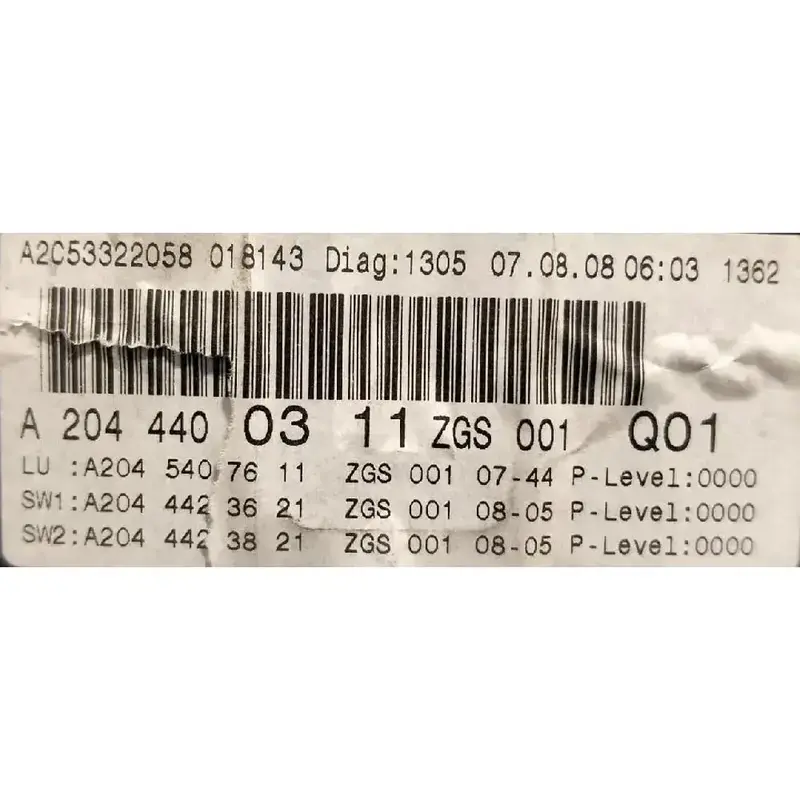 A2C53322058 018143 Diag:1305 07.08.08 06:03 1362
A 204 440 03 11 ZGS 001 Q01
LU :A204 540 76 11 ZGS 001 07-44 P-Level:0000
SW1:A204 442 36 21 ZGS 001 08-05 P-Level:0000
SW2:A204 442 38 21 ZGS 001 08-05 P-Level:0000